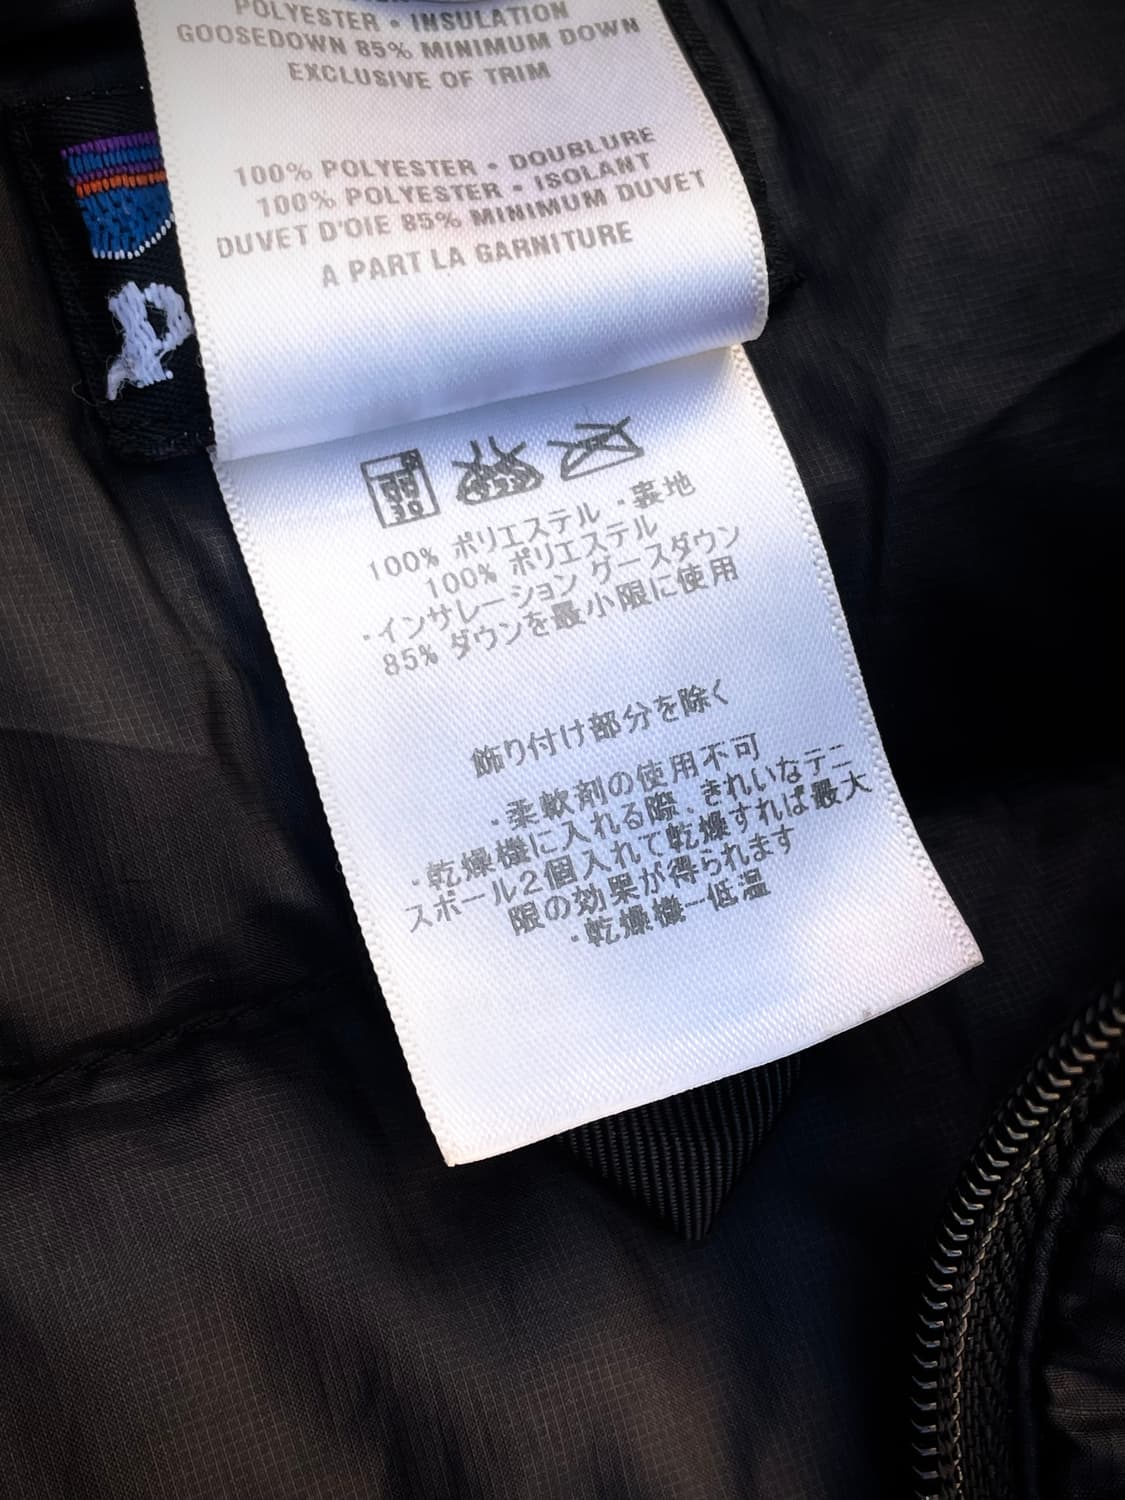 POLYESTER • INSULATION
GOOSEDOWN 85% MINIMUM DOWN
EXCLUSIVE OF TRIM
100% POLYESTER • DOUBLURE
100% POLYESTER • ISOLANT
DUVET D'OIE 85% MINIMUM DUVET
A PART LA GARNITURE
P
30
100% ポリエステル ・裏地
100% ポリエステル
・インサレーション グースダウン
85% ダウンを最小限に使用
飾り付け部分を除く
・柔軟剤の使用不可
・乾燥機に入れる際、きれいなテニ
スボール2個入れて乾燥すれば最大
限の効果が得られます
・乾燥機ー低温